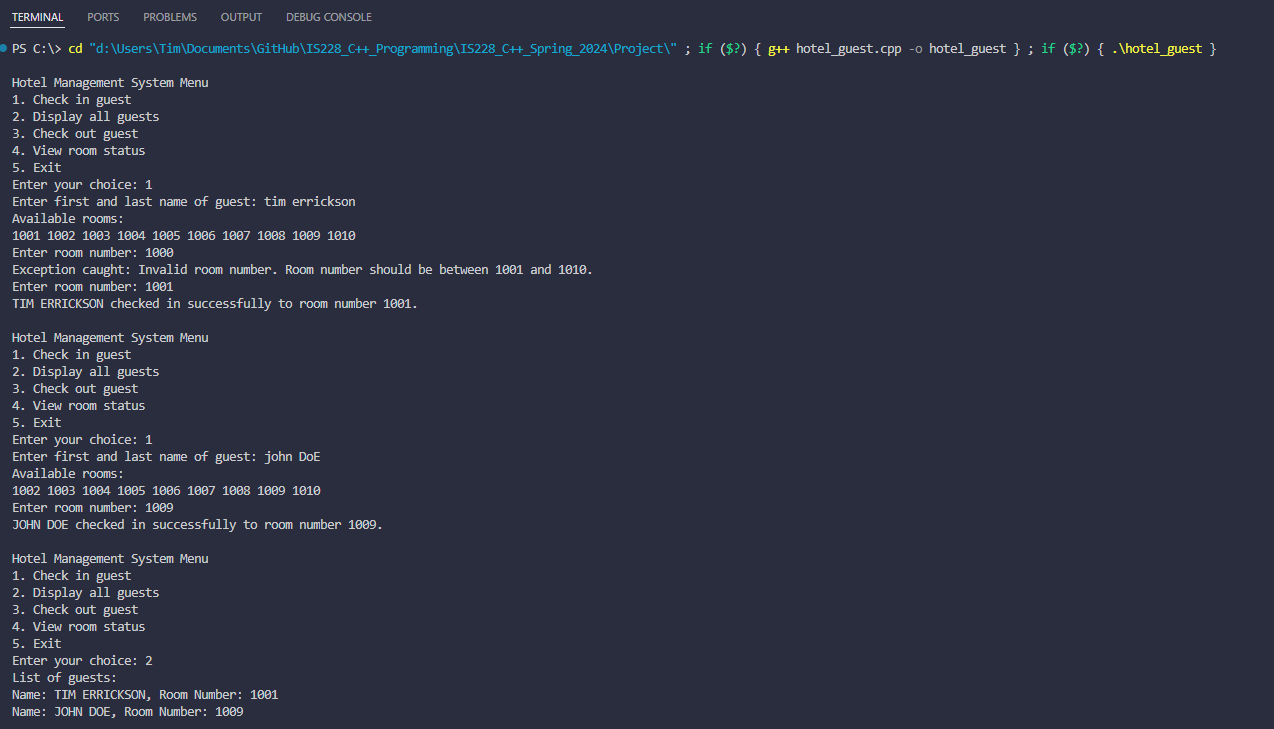 TERMINAL PORTS PROBLEMS OUTPUT DEBUG CONSOLE
PS C:\> cd "d:\Users\Tim\Documents\GitHub\IS228_C++_Programming\IS228_C++_Spring_2024\Project\" ; if ($?) { g++ hotel_guest.cpp -o hotel_guest } ; if ($?) { .\hotel_guest }
Hotel Management System Menu
1. Check in guest
2. Display all guests
3. Check out guest
4. View room status
5. Exit
Enter your choice: 1
Enter first and last name of guest: tim errickson
Available rooms:
1001 1002 1003 1004 1005 1006 1007 1008 1009 1010
Enter room number: 1000
Exception caught: Invalid room number. Room number should be between 1001 and 1010.
Enter room number: 1001
TIM ERRICKSON checked in successfully to room number 1001.
Hotel Management System Menu
1. Check in guest
2. Display all guests
3. Check out guest
4. View room status
5. Exit
Enter your choice: 1
Enter first and last name of guest: john DoE
Available rooms:
1002 1003 1004 1005 1006 1007 1008 1009 1010
Enter room number: 1009
JOHN DOE checked in successfully to room number 1009.
Hotel Management System Menu
1. Check in guest
2. Display all guests
3. Check out guest
4. View room status
5. Exit
Enter your choice: 2
List of guests:
Name: TIM ERRICKSON, Room Number: 1001
Name: JOHN DOE, Room Number: 1009